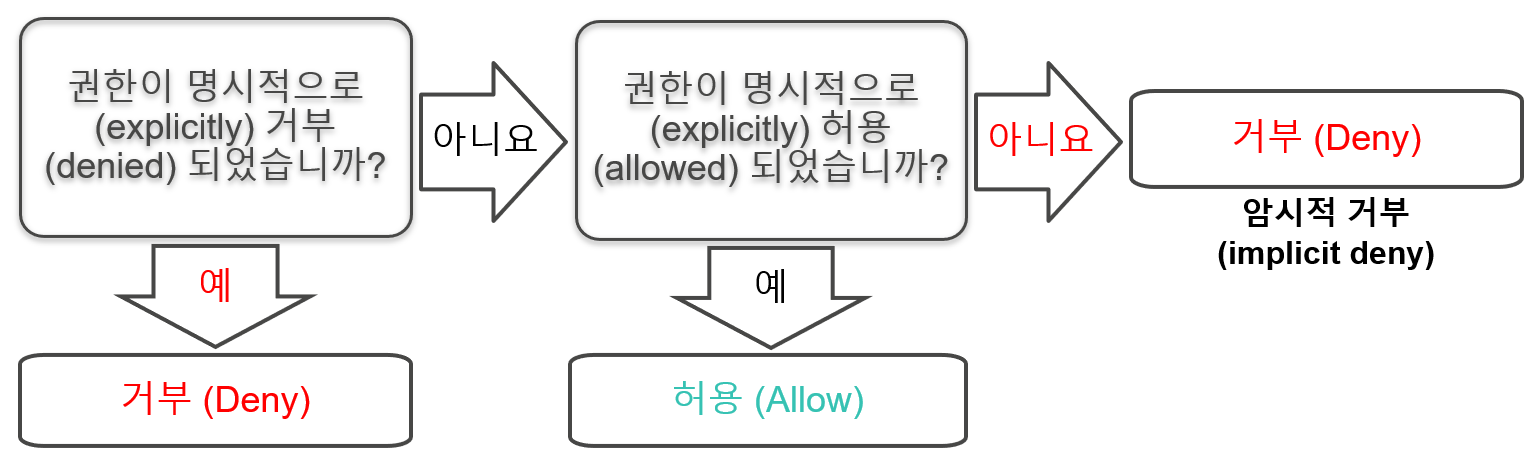 권한이 명시적으로
(explicitly) 거부
(denied) 되었습니까?
아니요
권한이 명시적으로
(explicitly) 허용
(allowed) 되었습니까?
아니요
거부 (Deny)
암시적 거부
(implicit deny)
예
예
거부 (Deny)
허용 (Allow)